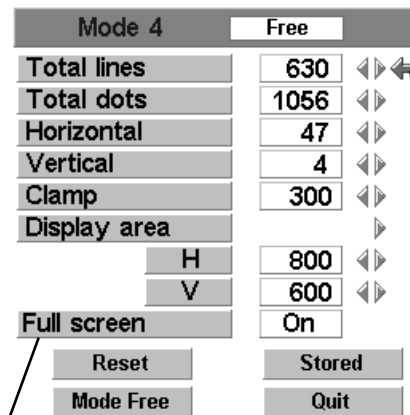 Mode 4 Free
Total lines 630
Total dots 1056
Horizontal 47
Vertical 4
Clamp 300
Display area
H 800
V 600
Full screen On
Reset Stored
Mode Free Quit